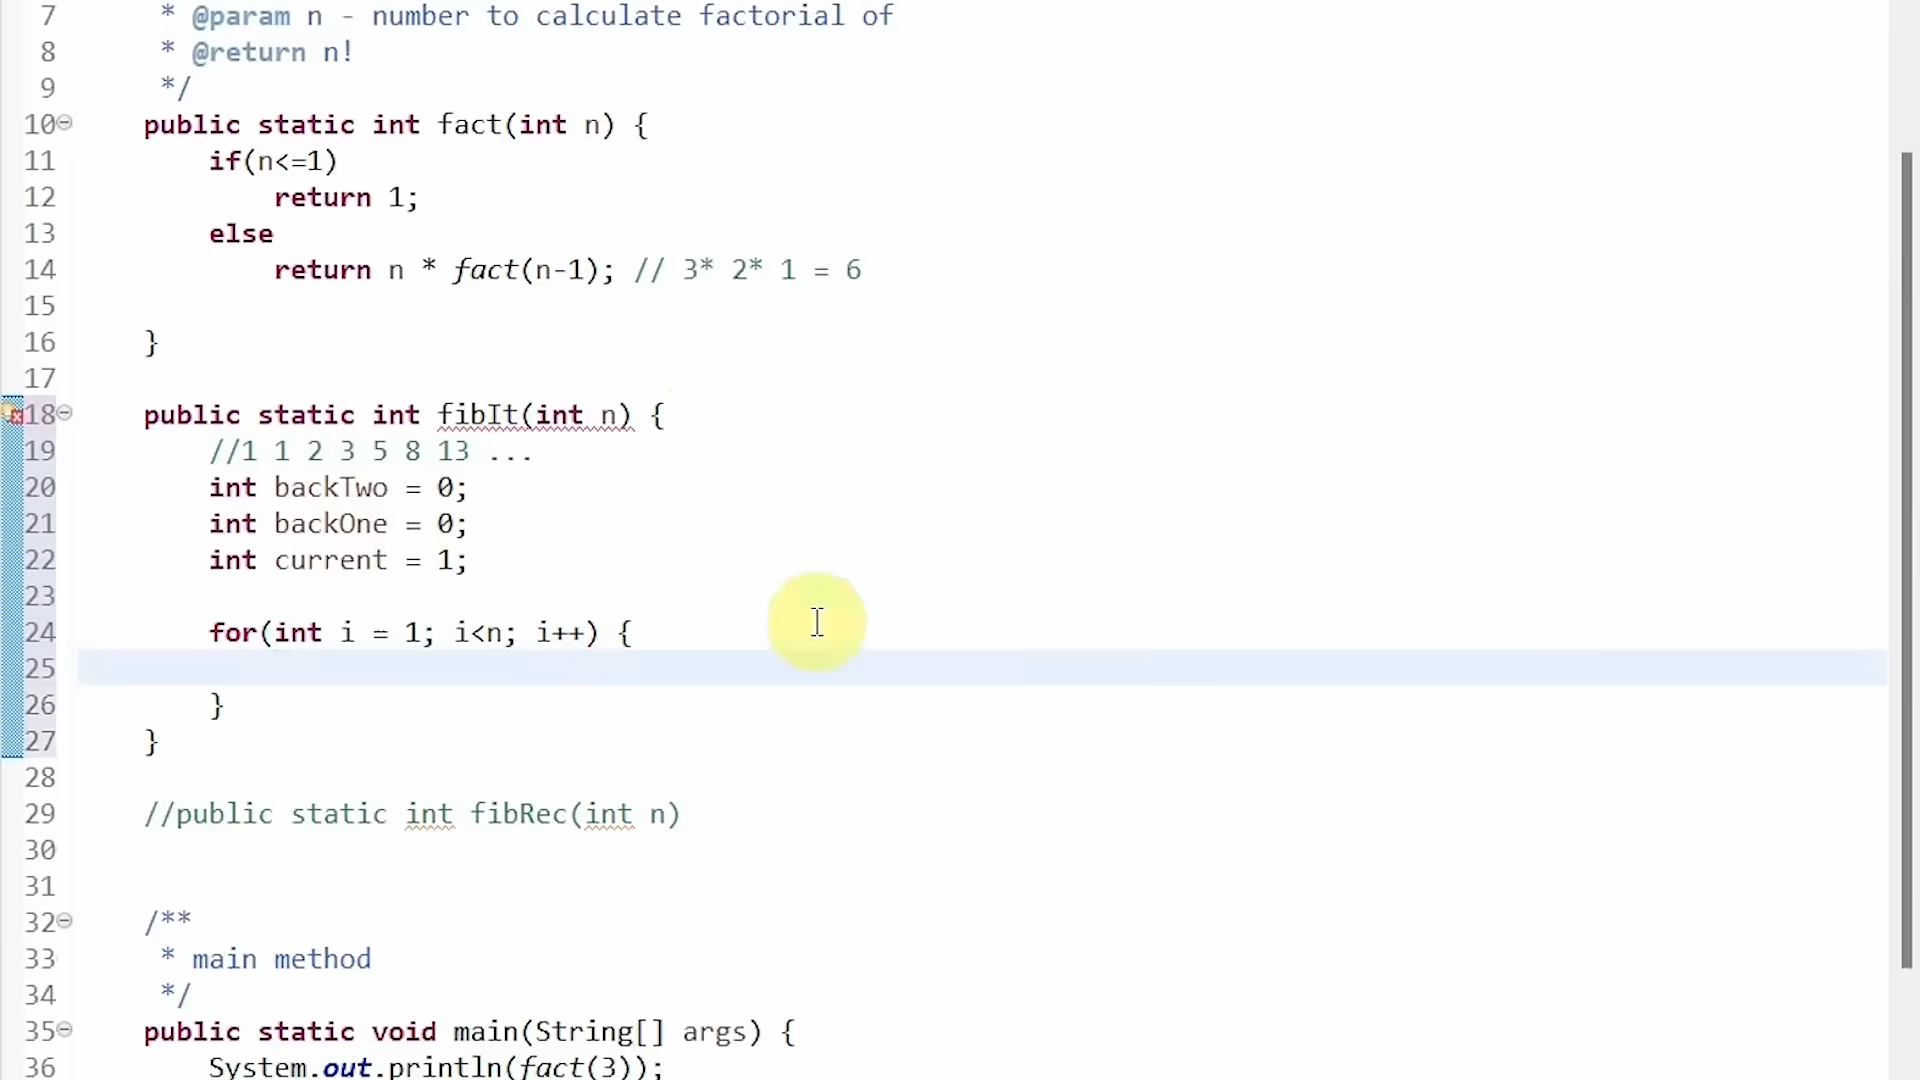 7 * @param n - number to calculate factorial of
8 * @return n!
9 */
10 public static int fact(int n) {
11 if(n<=1)
12 return 1;
13 else
14 return n * fact(n-1); // 3* 2* 1 = 6
15
16 }
17
18 public static int fibIt(int n) {
19 //1 1 2 3 5 8 13 ...
20 int backTwo = 0;
21 int backOne = 0;
22 int current = 1;
23
24 for(int i = 1; i<n; i++) {
25
26 }
27 }
28
29 //public static int fibRec(int n)
30
31
32 /**
33 * main method
34 */
35 public static void main(String[] args) {
36 System.out.println(fact(3));